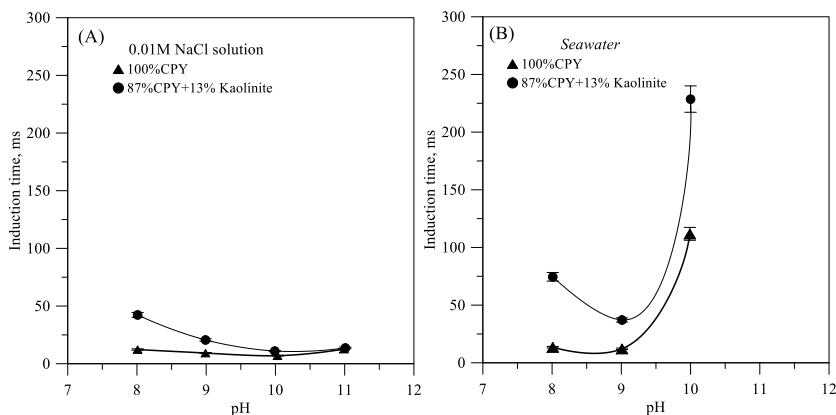 (A)
0.01M NaCl solution
100%CPY
87%CPY+13% Kaolinite
Induction time, ms
300
250
200
150
100
50
0
7 8 9 10 11 12
pH
(B)
Seawater
100%CPY
87%CPY+13% Kaolinite
Induction time, ms
300
250
200
150
100
50
0
7 8 9 10 11 12
pH